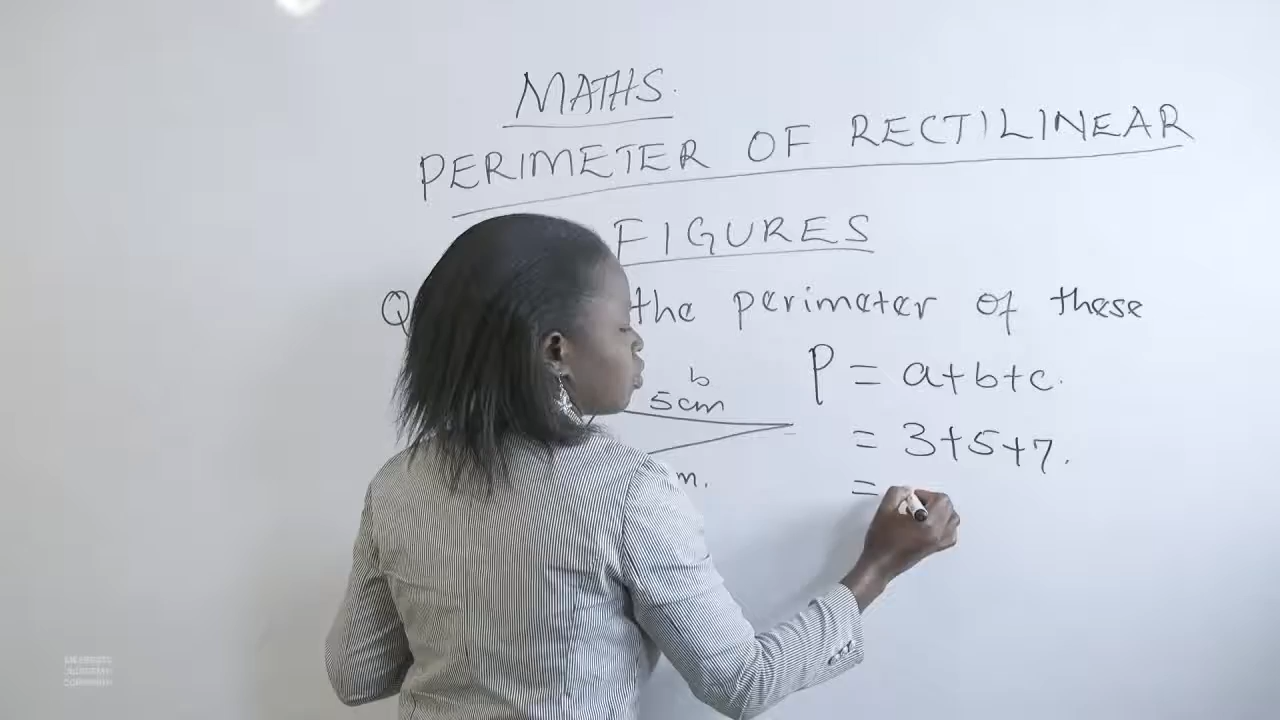 MATHS.
PERIMETER OF RECTILINEAR
FIGURES
Q the perimeter of these
b
5cm
m.
P = a+b+c.
= 3+5+7.
=